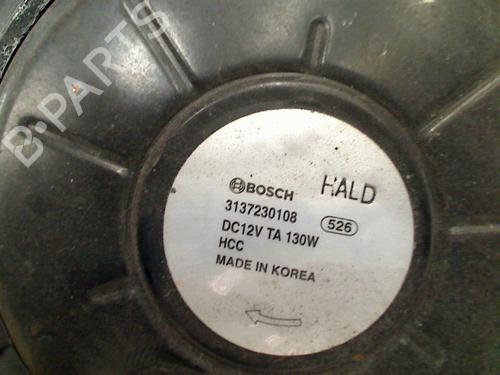 B-PARTS
BOSCH HALD
3137230108
526
DC12V TA 130W
HCC
MADE IN KOREA